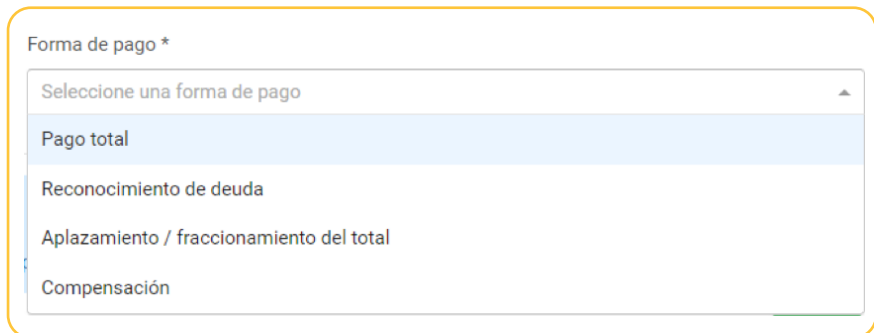 Forma de pago *
Seleccione una forma de pago
Pago total
Reconocimiento de deuda
Aplazamiento / fraccionamiento del total
Compensación